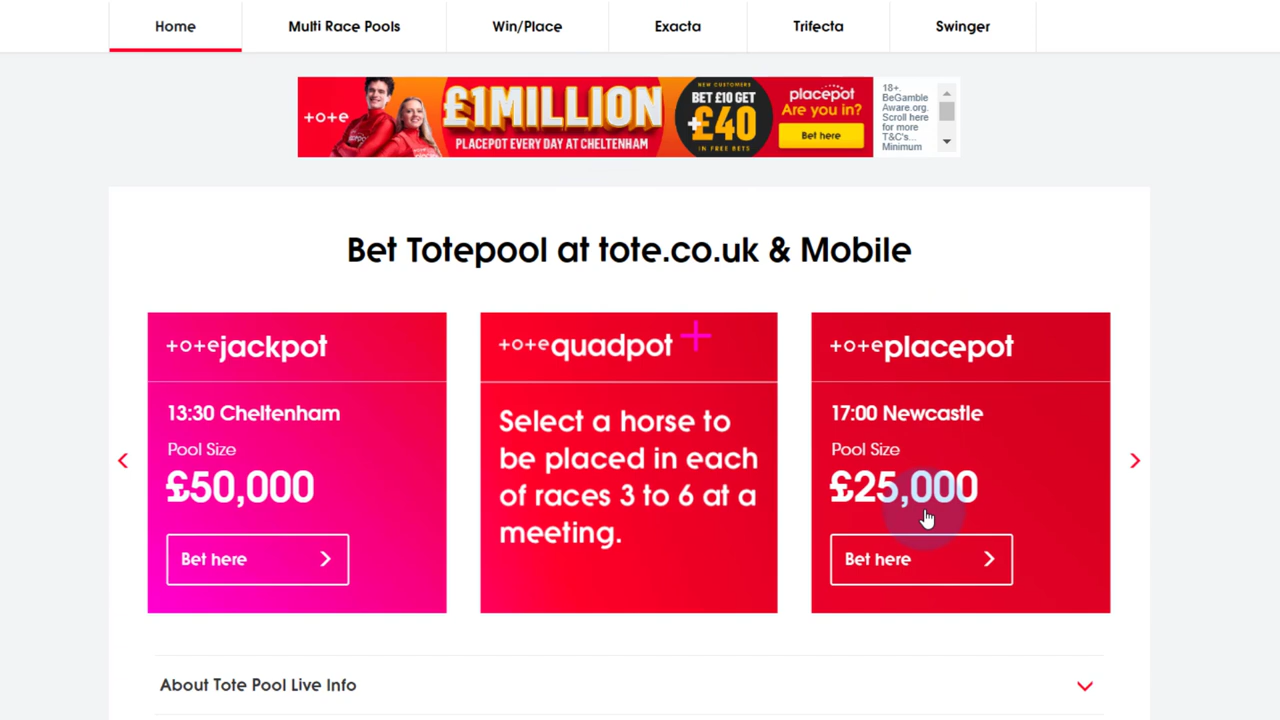 Home
Multi Race Pools
Win/Place
Exacta
Trifecta
Swinger
tote
£1MILLION
PLACEPOT EVERY DAY AT CHELTENHAM
NEW CUSTOMERS
BET £10 GET
+£40
IN FREE BETS
placepot
Are you in?
Bet here
18+.
BeGamble
Aware.org.
Scroll here
for more
T&C's...
Minimum
Bet Totepool at tote.co.uk & Mobile
totejackpot
13:30 Cheltenham
Pool Size
£50,000
Bet here
totequadpot
Select a horse to
be placed in each
of races 3 to 6 at a
meeting.
toteplacepot
17:00 Newcastle
Pool Size
£25,000
Bet here
About Tote Pool Live Info